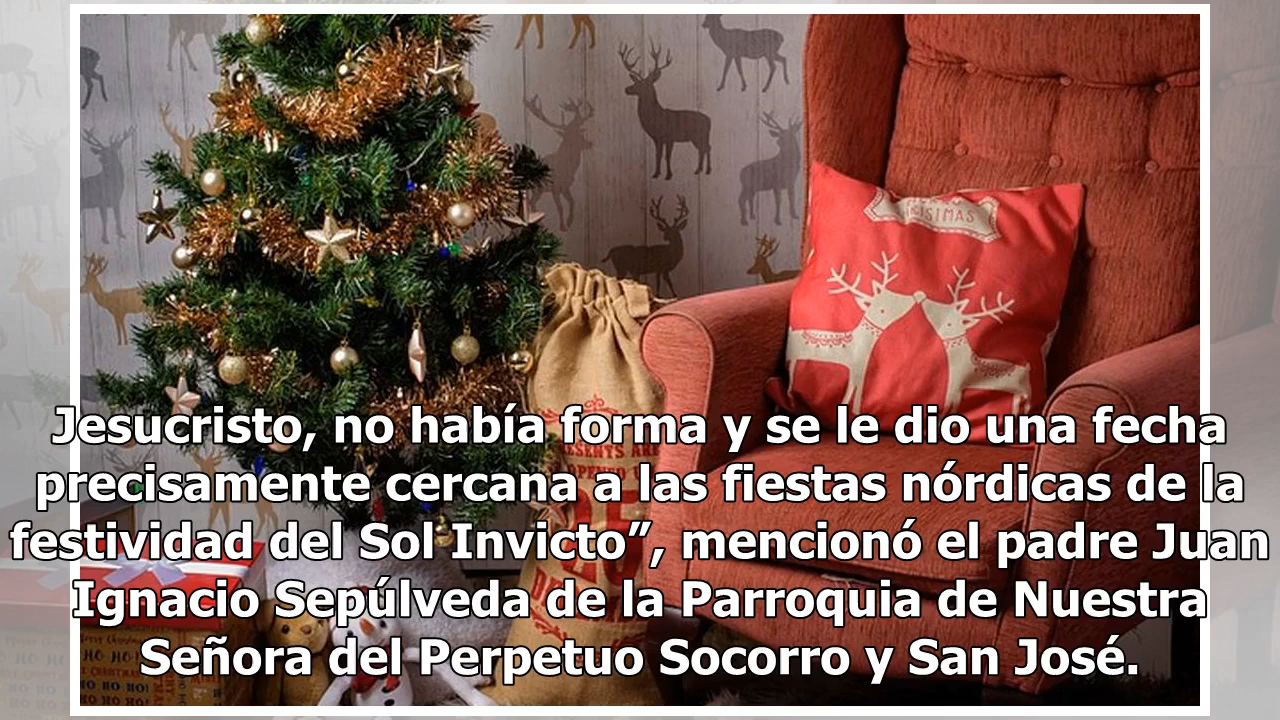 Jesucristo, no había forma y se le dio una fecha
precisamente cercana a las fiestas nórdicas de la
festividad del Sol Invicto”, mencionó el padre Juan
Ignacio Sepúlveda de la Parroquia de Nuestra
Señora del Perpetuo Socorro y San José.